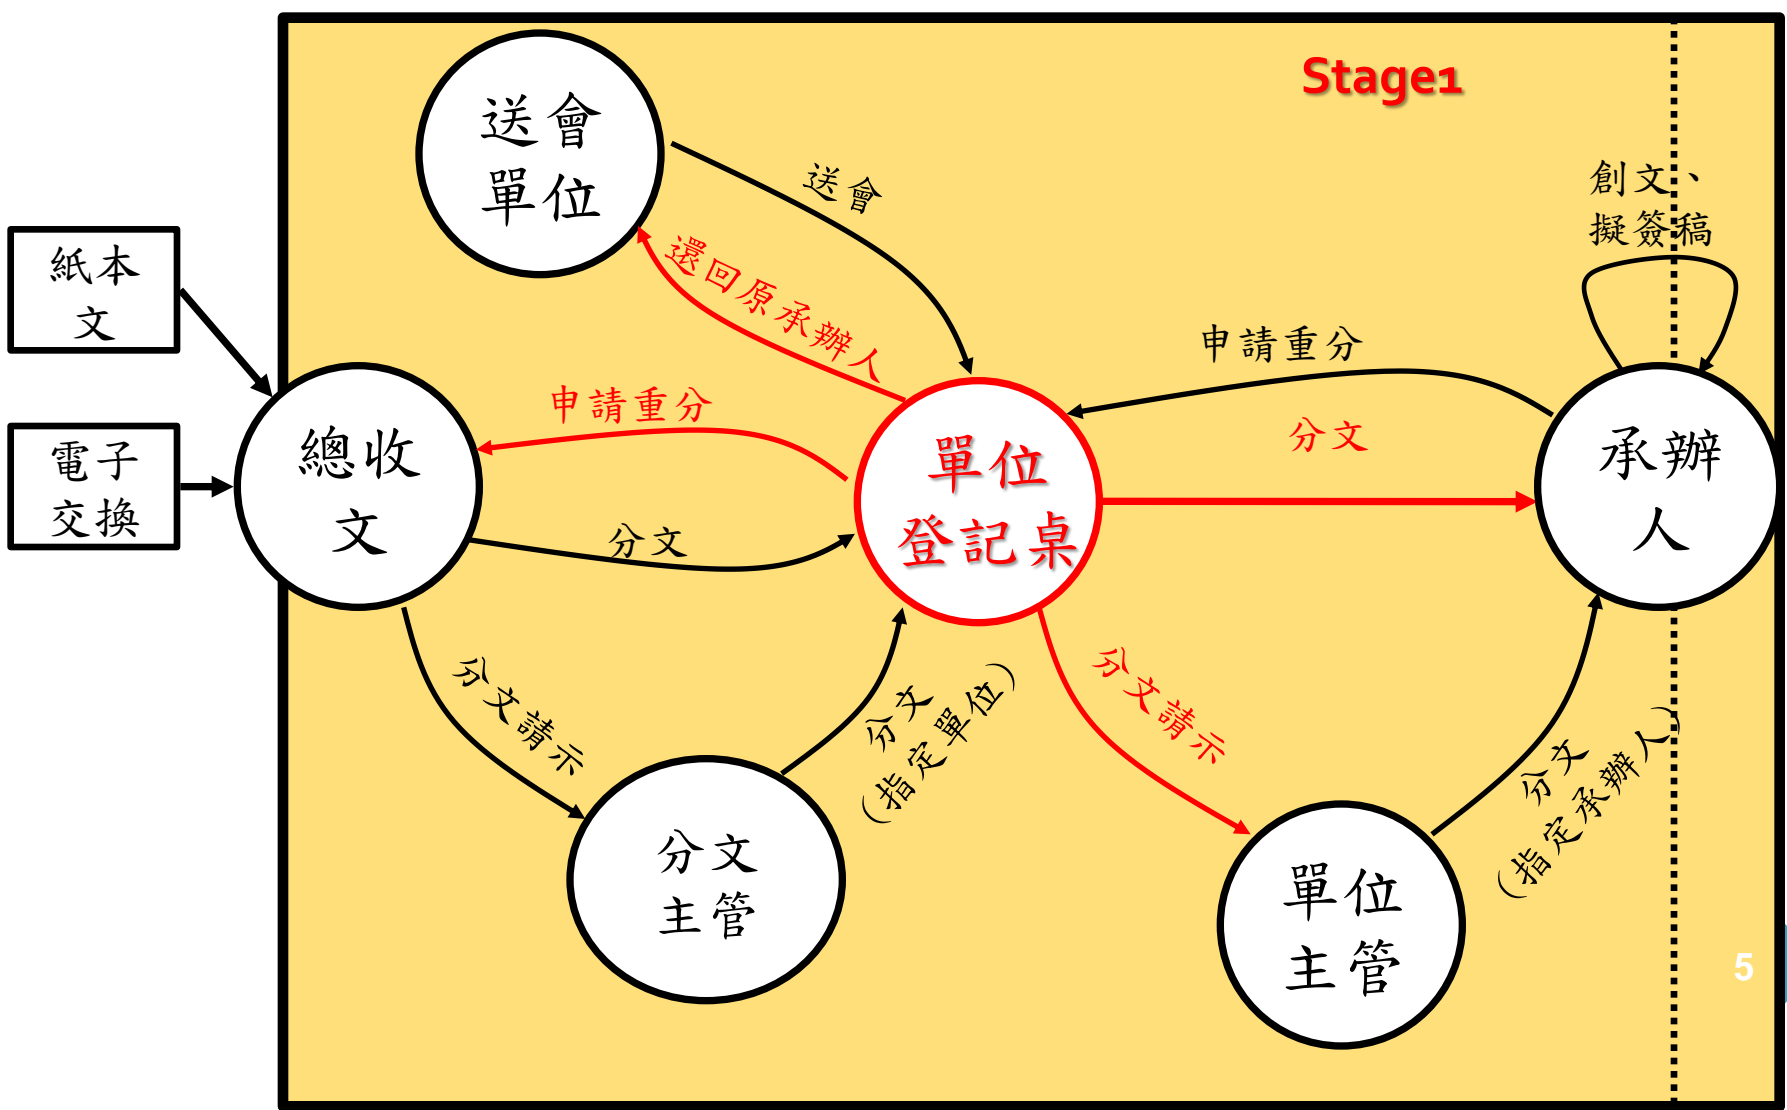 Stage1
送會
單位
送會
創文、
擬簽稿
紙本
文
還回原承辦人
申請重分
申請重分
分文
電子
交換
總收
文
單位
登記桌
承辦
人
分文
分文請示
分文
(指定單位)
分文請示
分文
(指定承辦人)
分文
主管
單位
主管
5